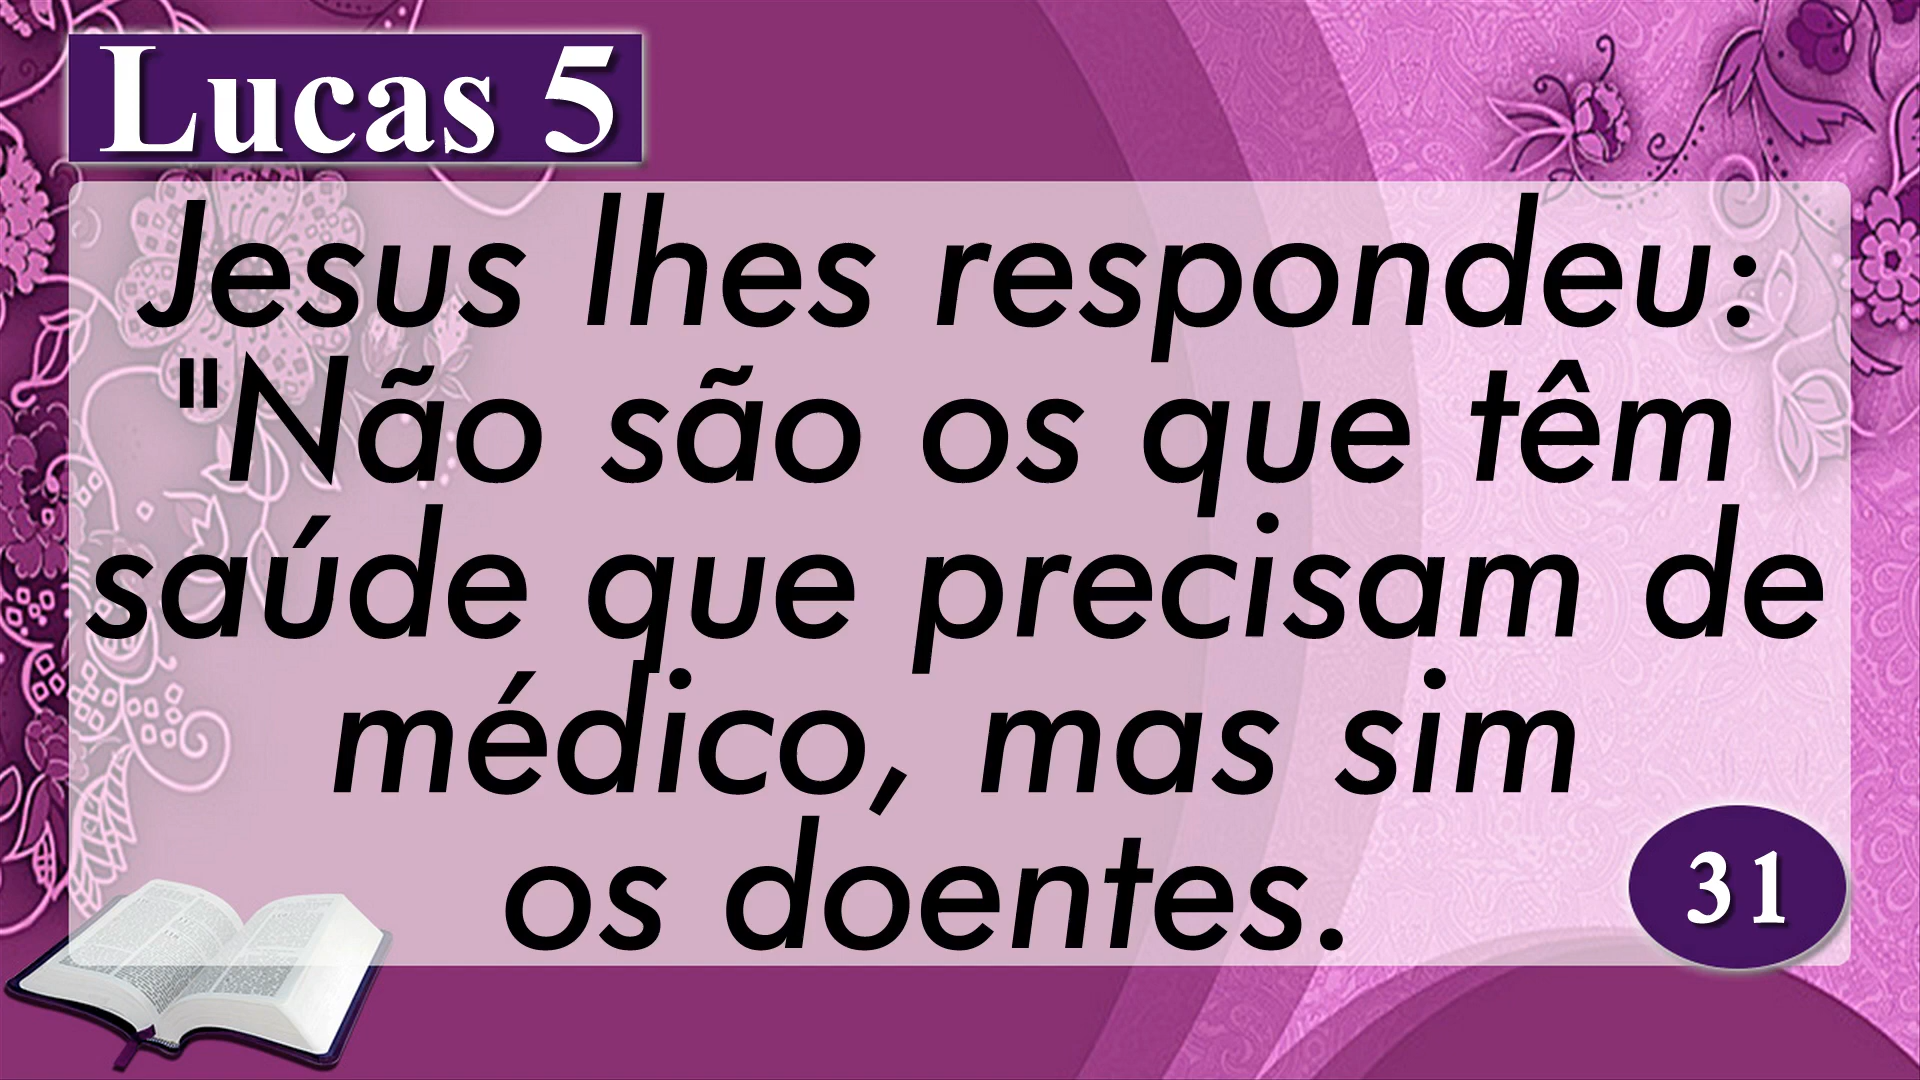 Lucas 5
Jesus lhes respondeu:
"Não são os que têm
saúde que precisam de
médico, mas sim
os doentes.
31